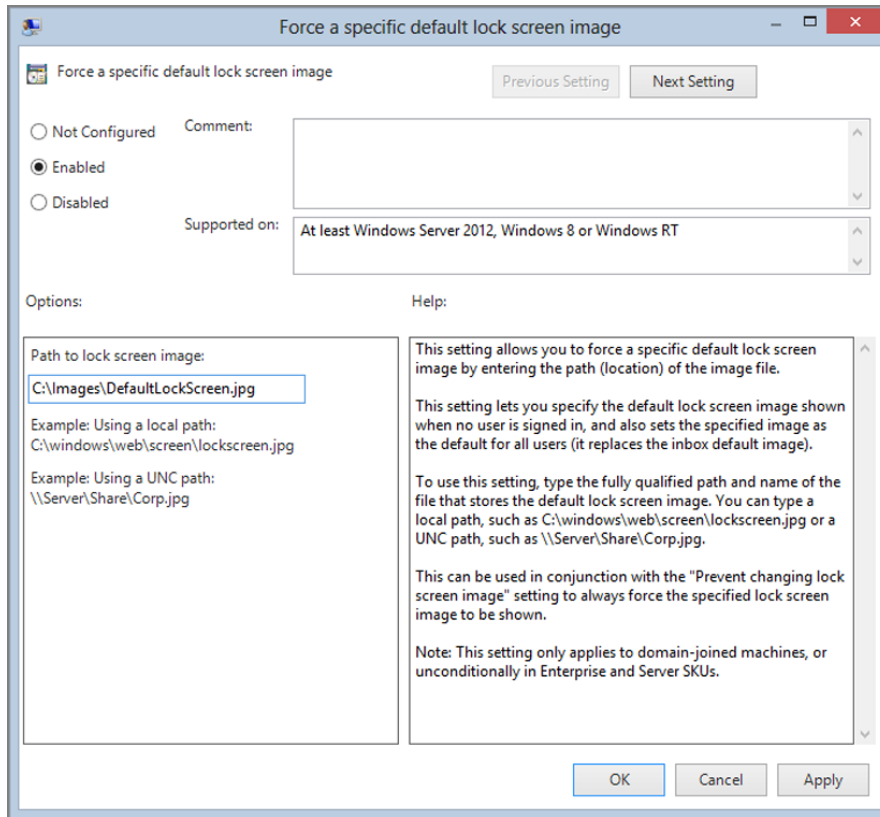 Force a specific default lock screen image
Force a specific default lock screen image
Previous Setting
Next Setting
Not Configured
Comment:
Enabled
Disabled
Supported on:
At least Windows Server 2012, Windows 8 or Windows RT
Options:
Help:
Path to lock screen image:
C:\Images\DefaultLockScreen.jpg
Example: Using a local path:
C:\windows\web\screen\lockscreen.jpg
Example: Using a UNC path:
\\Server\Share\Corp.jpg
This setting allows you to force a specific default lock screen
image by entering the path (location) of the image file.
This setting lets you specify the default lock screen image shown
when no user is signed in, and also sets the specified image as
the default for all users (it replaces the inbox default image).
To use this setting, type the fully qualified path and name of the
file that stores the default lock screen image. You can type a
local path, such as C:\windows\web\screen\lockscreen.jpg or a
UNC path, such as \\Server\Share\Corp.jpg.
This can be used in conjunction with the "Prevent changing lock
screen image" setting to always force the specified lock screen
image to be shown.
Note: This setting only applies to domain-joined machines, or
unconditionally in Enterprise and Server SKUs.
OK
Cancel
Apply